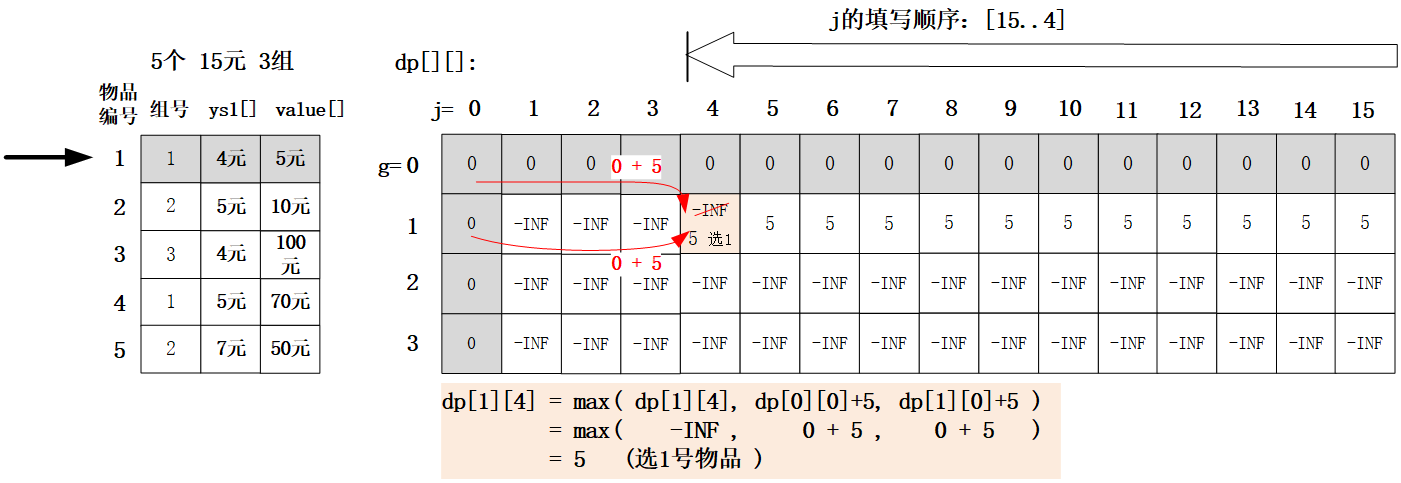 j的填写顺序：[15..4]
5个 15元 3组
dp[][]:
物品编号 组号 ysl[] value[]
j= 0 1 2 3 4 5 6 7 8 9 10 11 12 13 14 15
1 1 4元 5元
g= 0 0 0 0 0 + 5 0 0 0 0 0 0 0 0 0 0 0 0
2 2 5元 10元
1 0 -INF -INF -INF -INF 5 5 5 5 5 5 5 5 5 5 5
5 选1
3 3 4元 100元
0 + 5
4 1 5元 70元
2 0 -INF -INF -INF -INF -INF -INF -INF -INF -INF -INF -INF -INF -INF -INF -INF
5 2 7元 50元
3 0 -INF -INF -INF -INF -INF -INF -INF -INF -INF -INF -INF -INF -INF -INF -INF
dp[1][4] = max( dp[1][4], dp[0][0]+5, dp[1][0]+5 )
= max( -INF , 0 + 5 , 0 + 5 )
= 5 (选1号物品 )